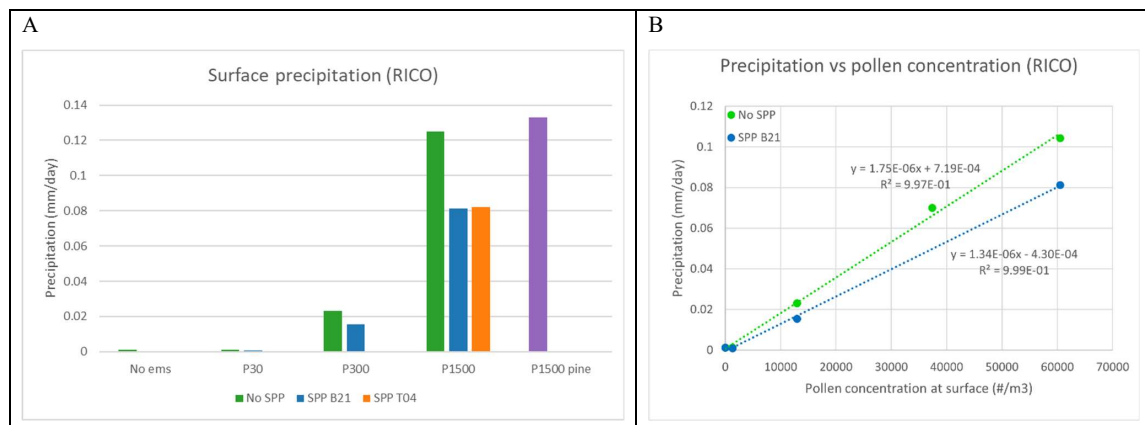 A
Surface precipitation (RICO)
Precipitation (mm/day)
0.14
0.12
0.1
0.08
0.06
0.04
0.02
0
No ems P30 P300 P1500 P1500 pine
No SPP SPP B21 SPP T04
B
Precipitation vs pollen concentration (RICO)
No SPP
SPP B21
Precipitation (mm/day)
0.12
0.1
0.08
0.06
0.04
0.02
0
y = 1.75E-06x + 7.19E-04
R² = 9.97E-01
y = 1.34E-06x - 4.30E-04
R² = 9.99E-01
0 10000 20000 30000 40000 50000 60000 70000
Pollen concentration at surface (#/m3)